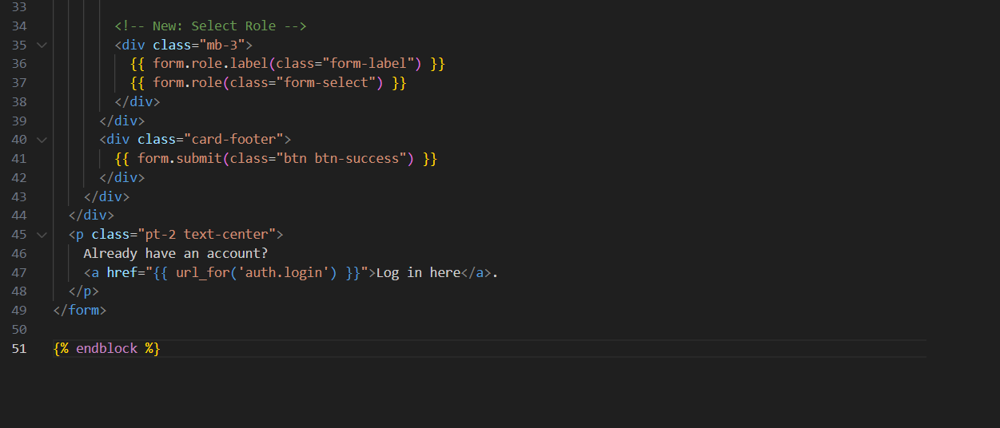 33
34 <!-- New: Select Role -->
35 <div class="mb-3">
36 {{ form.role.label(class="form-label") }}
37 {{ form.role(class="form-select") }}
38 </div>
39 </div>
40 <div class="card-footer">
41 {{ form.submit(class="btn btn-success") }}
42 </div>
43 </div>
44 </div>
45 <p class="pt-2 text-center">
46 Already have an account?
47 <a href="{{ url_for('auth.login') }}">Log in here</a>.
48 </p>
49 </form>
50
51 {% endblock %}